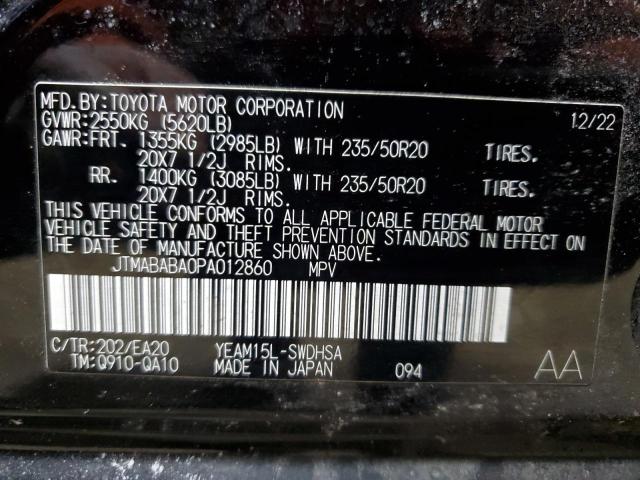 MFD.BY:TOYOTA MOTOR CORPORATION 12/22
GVWR:2550KG (5620LB)
GAWR:FRT. 1355KG (2985LB) WITH 235/50R20 TIRES.
20X7 1/2J RIMS.
RR. 1400KG (3085LB) WITH 235/50R20 TIRES.
20X7 1/2J RIMS.
THIS VEHICLE CONFORMS TO ALL APPLICABLE FEDERAL MOTOR
VEHICLE SAFETY AND THEFT PREVENTION STANDARDS IN EFFECT ON
THE DATE OF MANUFACTURE SHOWN ABOVE.
JTMABABA0PA012860 MPV
C/TR:202/EA20 YEAM15L-SWDHSA
TM:Q910-QA10 MADE IN JAPAN 094 AA